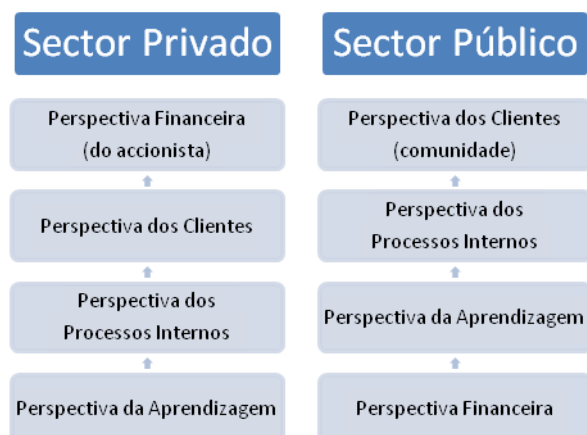 Sector Privado
Perspectiva Financeira
(do accionista)
Perspectiva dos Clientes
Perspectiva dos
Processos Internos
Perspectiva da Aprendizagem
Sector Público
Perspectiva dos Clientes
(comunidade)
Perspectiva dos
Processos Internos
Perspectiva da Aprendizagem
Perspectiva Financeira